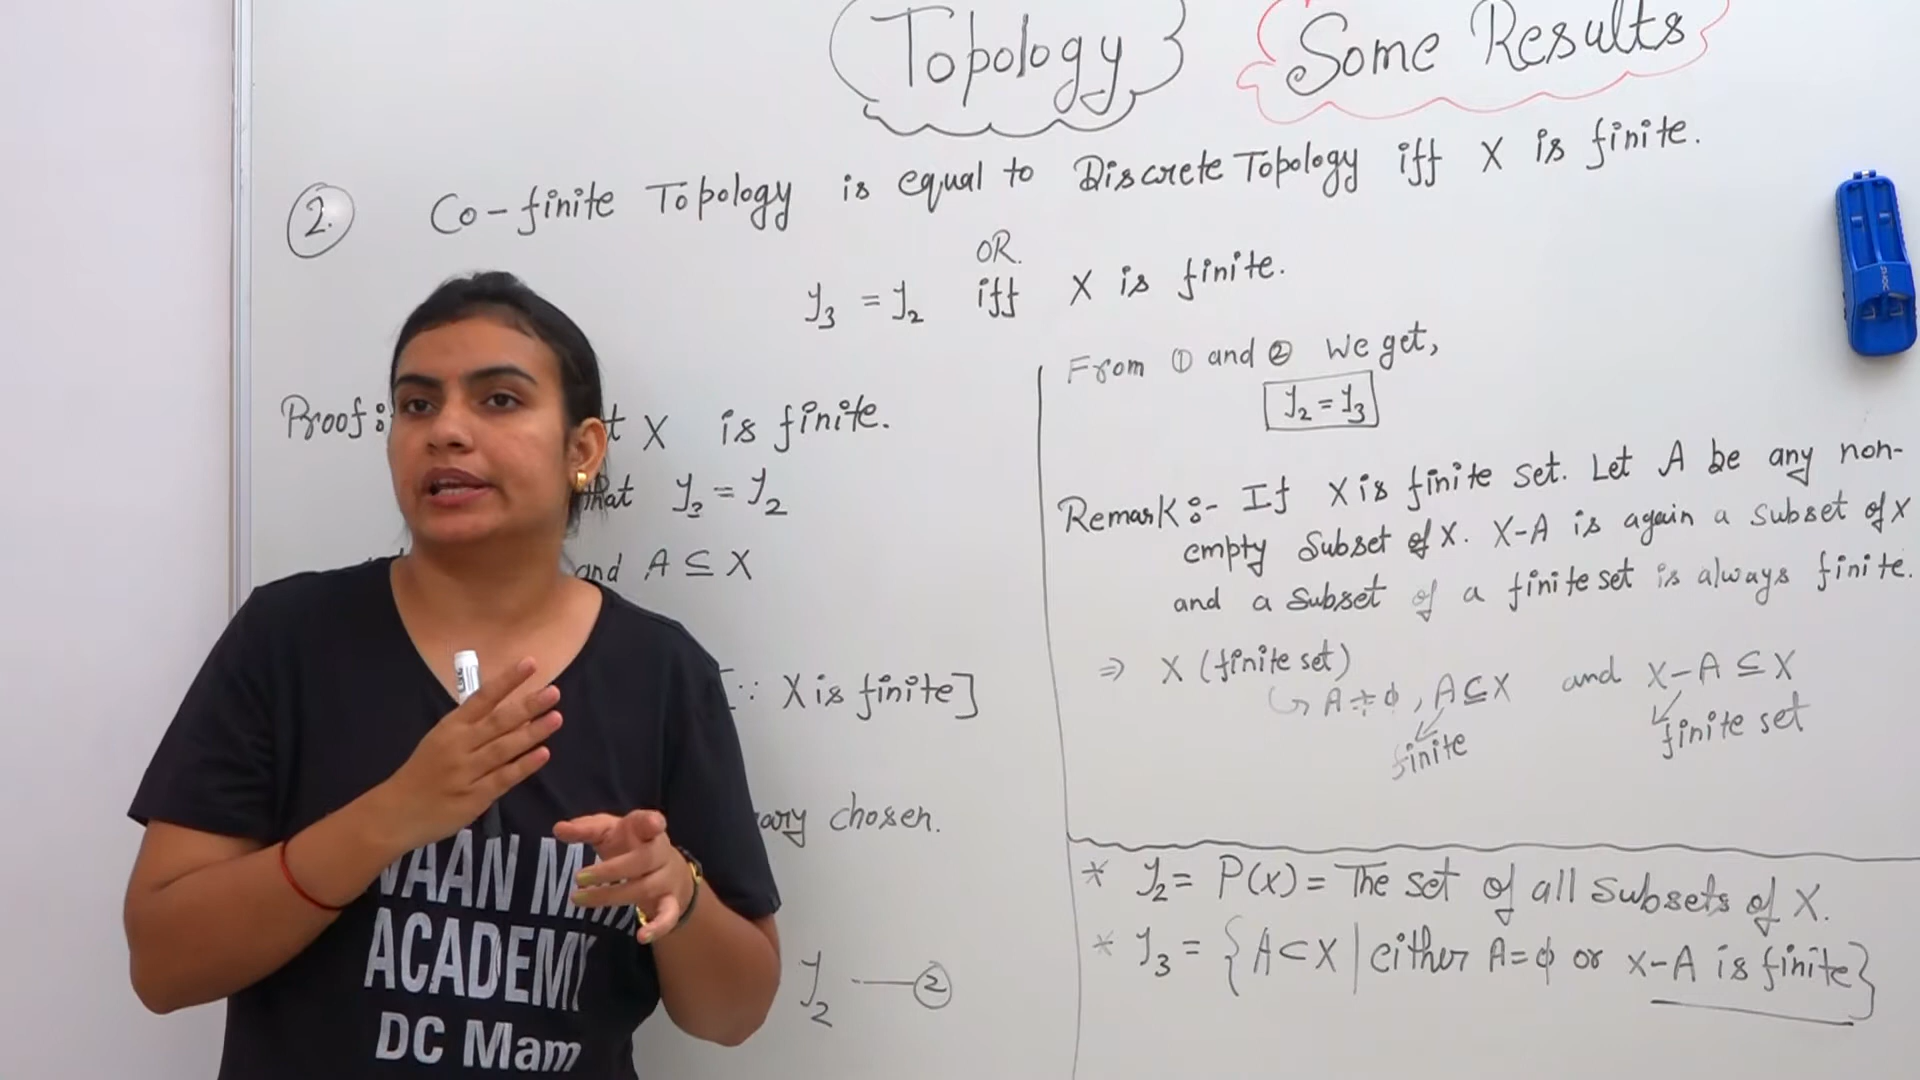 Topology
Some Results
2. Co-finite Topology is equal to Discrete Topology iff X is finite.
OR.
J₃ = J₂ iff X is finite.
Proof:
X is finite.
that J₃ = J₂
and A ⊆ X
[∵ X is finite]
chosen.
J₂ —②
From ① and ② We get,
J₂ = J₃
Remark:- If X is finite set. Let A be any non-
empty Subset of X. X-A is again a subset of X
and a Subset of a finite set is always finite.
⇒ X (finite set)
↪ A ≠ ϕ, A ⊆ X and X-A ⊆ X
finite
finite set
* J₂ = P(X) = The set of all subsets of X.
* J₃ = {A ⊂ X | either A = ϕ or X-A is finite}
ACADEMY
DC Mam